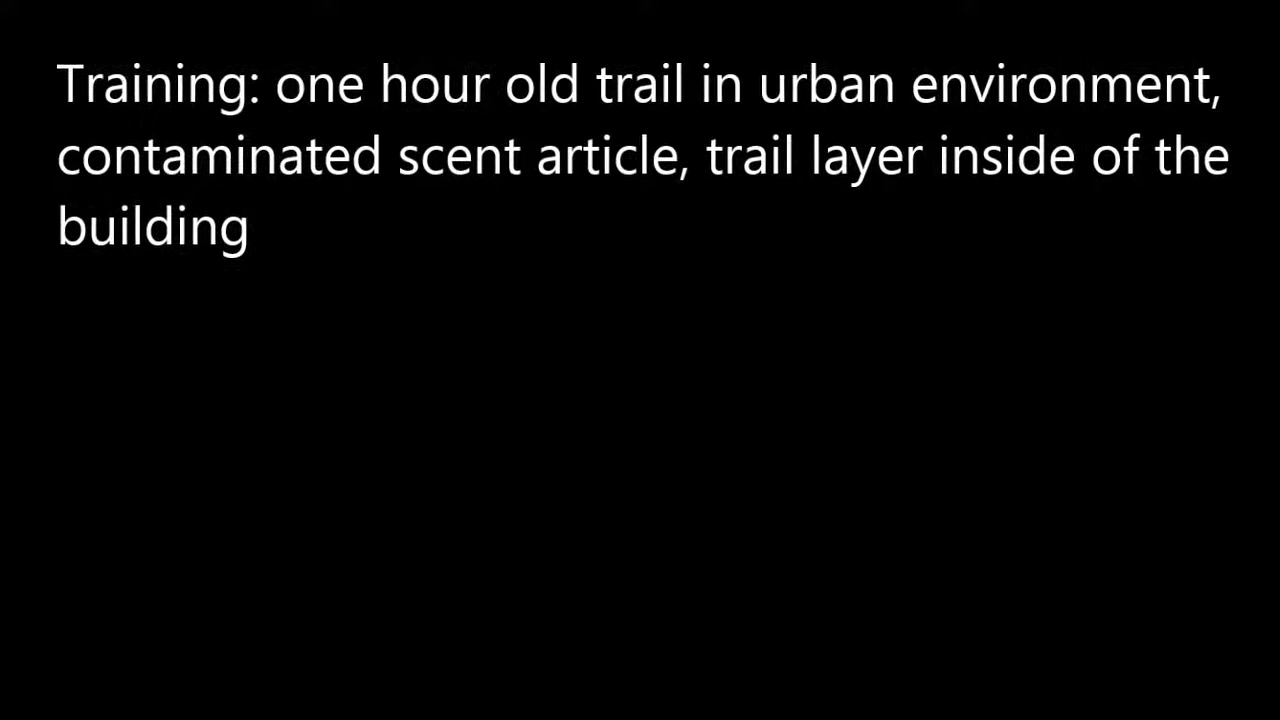 Training: one hour old trail in urban environment,
contaminated scent article, trail layer inside of the
building